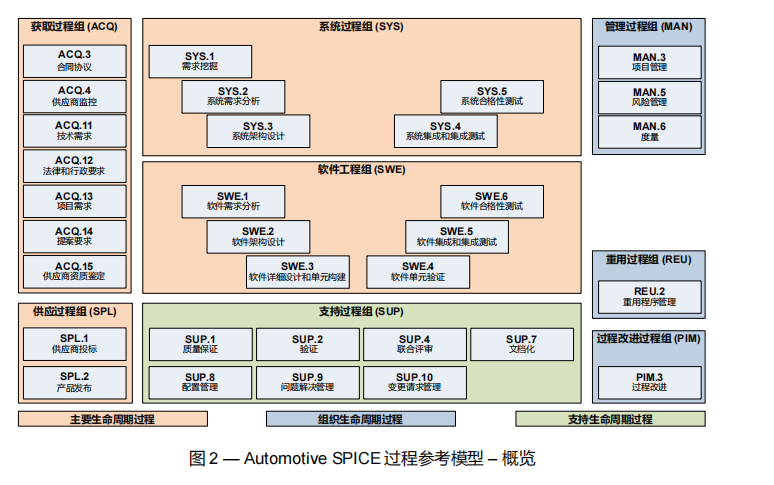 获取过程组 (ACQ)
ACQ.3
合同协议
ACQ.4
供应商监控
ACQ.11
技术需求
ACQ.12
法律和行政要求
ACQ.13
项目需求
ACQ.14
提案要求
ACQ.15
供应商资质鉴定
系统过程组 (SYS)
SYS.1
需求挖掘
SYS.2
系统需求分析
SYS.3
系统架构设计
SYS.5
系统合格性测试
SYS.4
系统集成和集成测试
管理过程组 (MAN)
MAN.3
项目管理
MAN.5
风险管理
MAN.6
度量
软件工程组 (SWE)
SWE.1
软件需求分析
SWE.2
软件架构设计
SWE.3
软件详细设计和单元构建
SWE.6
软件合格性测试
SWE.5
软件集成和集成测试
SWE.4
软件单元验证
重用过程组 (REU)
REU.2
重用程序管理
供应过程组 (SPL)
SPL.1
供应商投标
SPL.2
产品发布
支持过程组 (SUP)
SUP.1
质量保证
SUP.2
验证
SUP.4
联合评审
SUP.7
文档化
SUP.8
配置管理
SUP.9
问题解决管理
SUP.10
变更请求管理
过程改进过程组 (PIM)
PIM.3
过程改进
主要生命周期过程
组织生命周期过程
支持生命周期过程
图 2 — Automotive SPICE 过程参考模型 – 概览